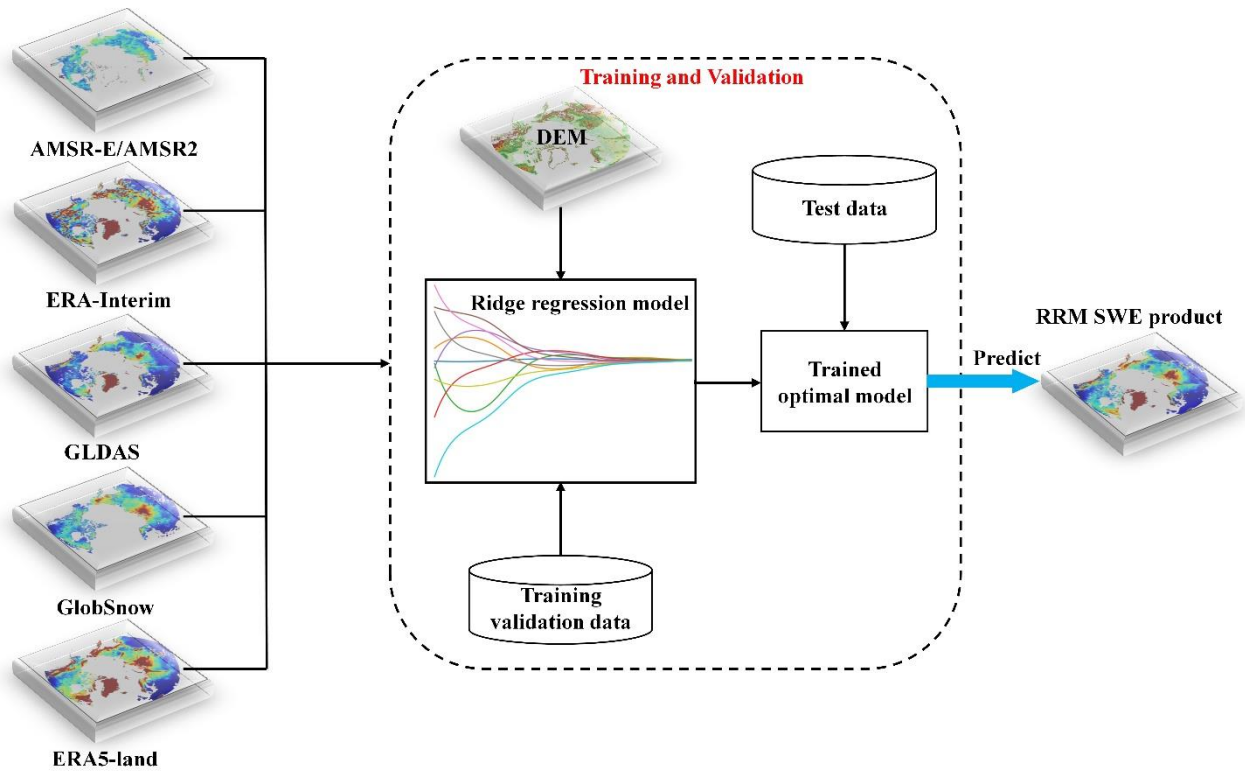 AMSR-E/AMSR2
ERA-Interim
GLDAS
GlobSnow
ERA5-land
Training and Validation
DEM
Ridge regression model
Training
validation data
Test data
Trained
optimal model
Predict
RRM SWE product